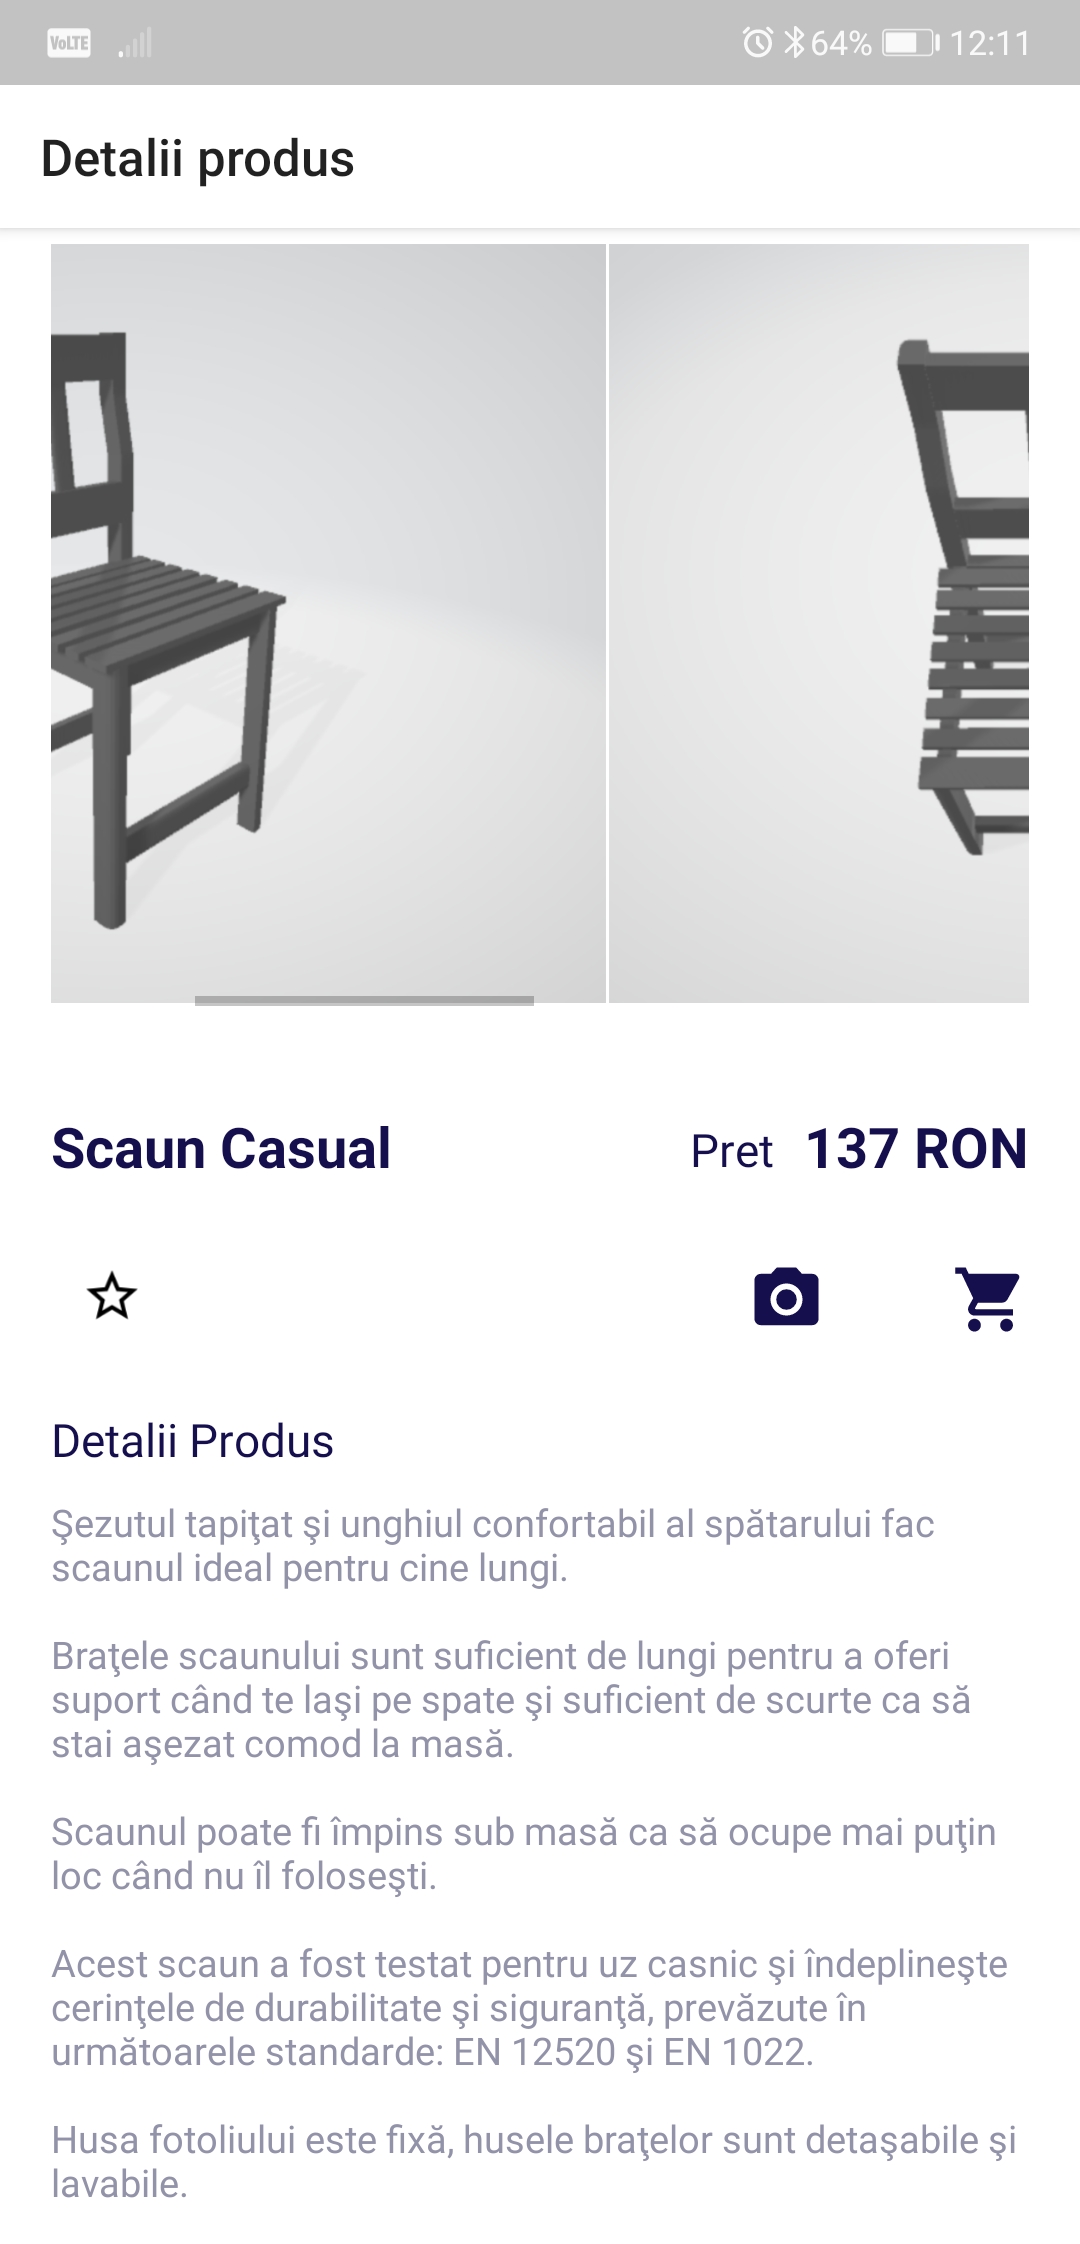 VoLTE 64% 12:11
Detalii produs
Scaun Casual Pret 137 RON
Detalii Produs
Şezutul tapiţat şi unghiul confortabil al spătarului fac
scaunul ideal pentru cine lungi.
Braţele scaunului sunt suficient de lungi pentru a oferi
suport când te laşi pe spate şi suficient de scurte ca să
stai aşezat comod la masă.
Scaunul poate fi împins sub masă ca să ocupe mai puţin
loc când nu îl foloseşti.
Acest scaun a fost testat pentru uz casnic şi îndeplineşte
cerinţele de durabilitate şi siguranţă, prevăzute în
următoarele standarde: EN 12520 şi EN 1022.
Husa fotoliului este fixă, husele braţelor sunt detaşabile şi
lavabile.